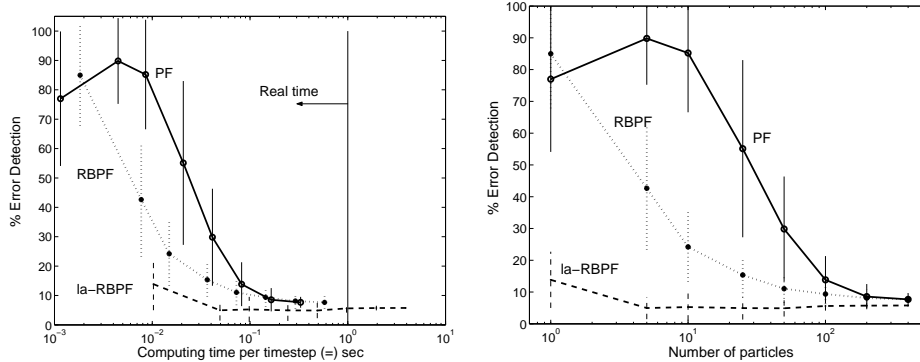 100
90
80
70
60
50
40
30
20
10
0
% Error Detection
PF
Real time
RBPF
la−RBPF
10^−3
10^−2
10^−1
10^0
10^1
Computing time per timestep (=) sec
100
90
80
70
60
50
40
30
20
10
0
% Error Detection
RBPF
PF
la−RBPF
10^0
10^1
10^2
Number of particles